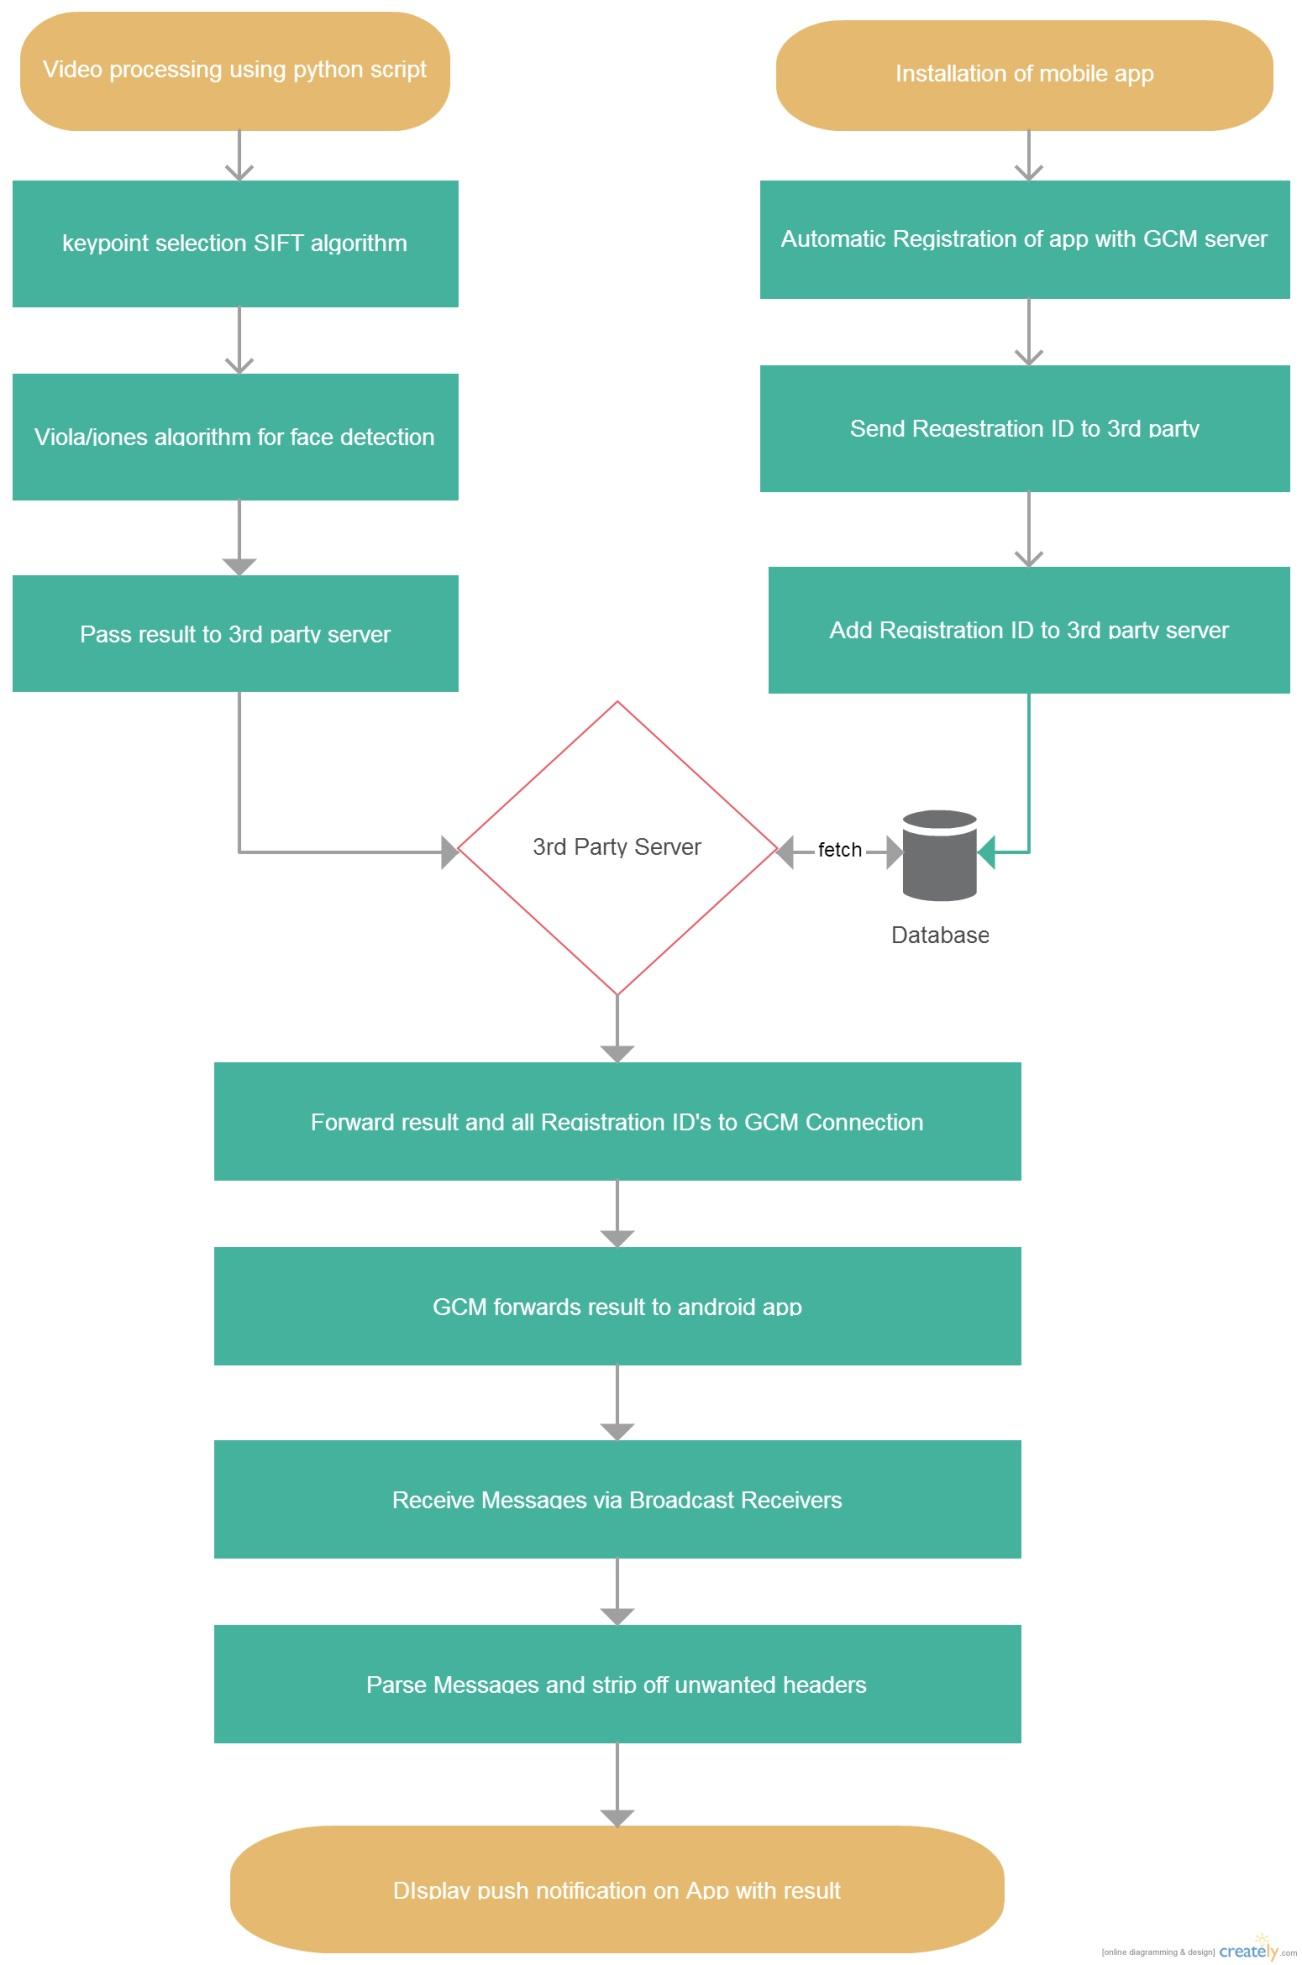 Video processing using python script
Installation of mobile app
keypoint selection SIFT algorithm
Automatic Registration of app with GCM server
Viola/jones algorithm for face detection
Send Regestration ID to 3rd party
Pass result to 3rd party server
Add Registration ID to 3rd party server
3rd Party Server
fetch
Database
Forward result and all Registration ID's to GCM Connection
GCM forwards result to android app
Receive Messages via Broadcast Receivers
Parse Messages and strip off unwanted headers
DIsplay push notification on App with result
[online diagramming & design] creately.com